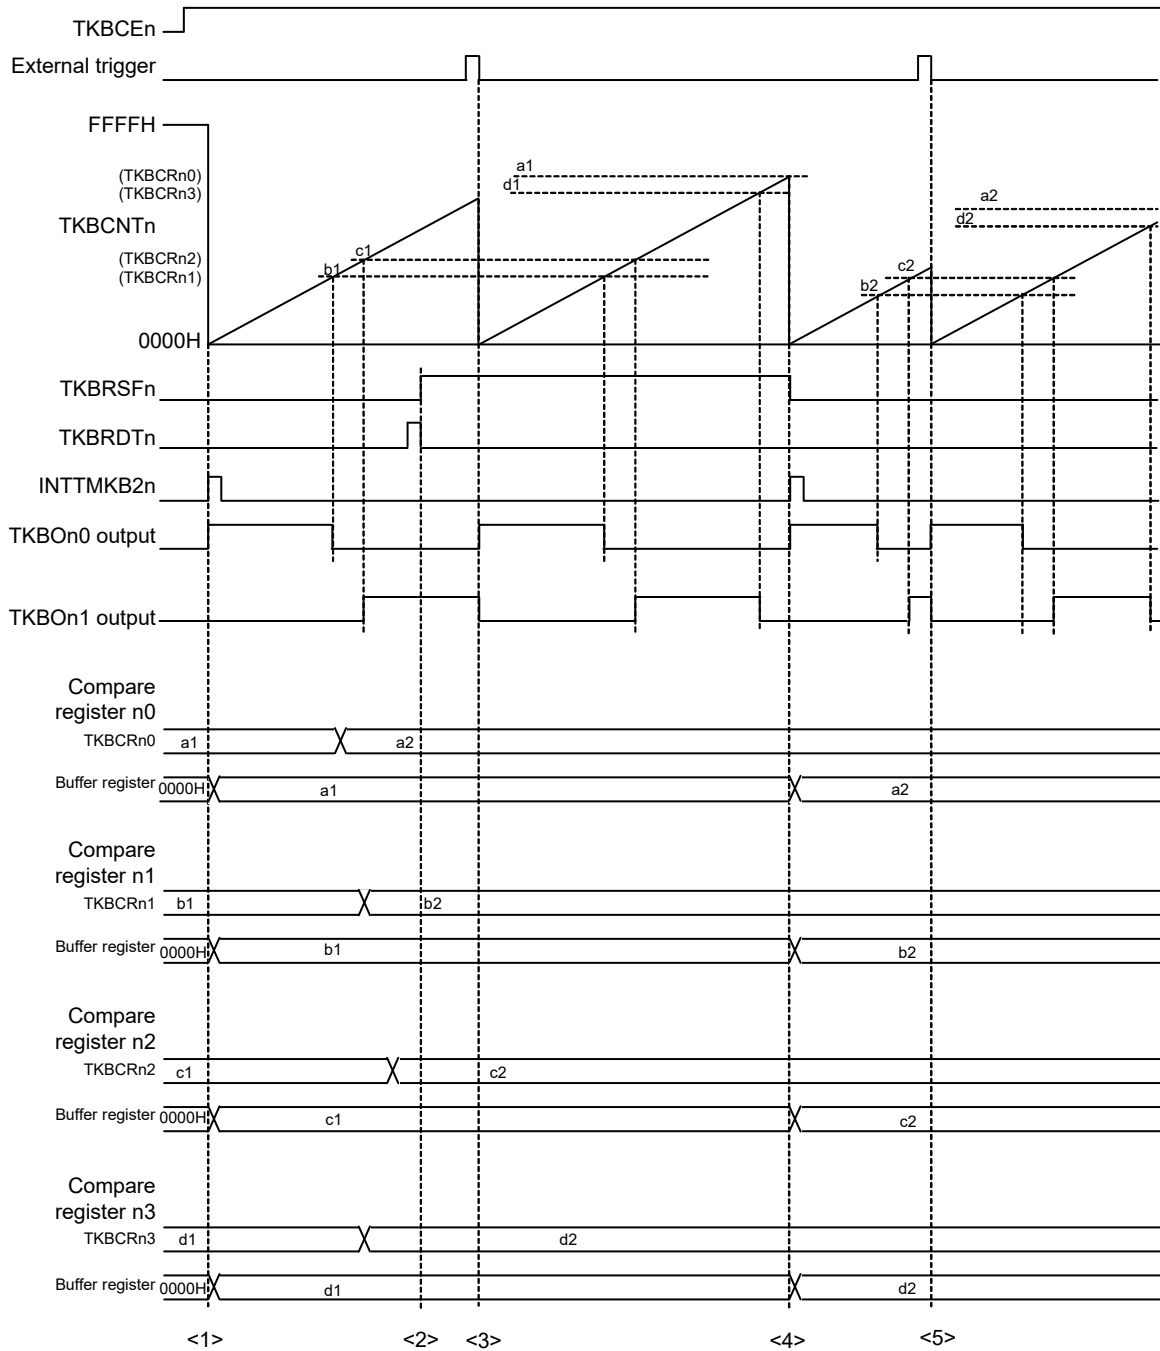 TKBCEn
External trigger
FFFFH
a1
(TKBCRn0)
d1
(TKBCRn3)
a2
TKBCNTn
d2
c1
(TKBCRn2)
b1
(TKBCRn1)
c2
b2
0000H
TKBRSFn
TKBRDTn
INTTMKB2n
TKBOn0 output
TKBOn1 output
Compare
register n0
TKBCRn0 a1 a2
Buffer register 0000H a1 a2
Compare
register n1
TKBCRn1 b1 b2
Buffer register 0000H b1 b2
Compare
register n2
TKBCRn2 c1 c2
Buffer register 0000H c1 c2
Compare
register n3
TKBCRn3 d1 d2
Buffer register 0000H d1 d2
<1> <2> <3> <4> <5>